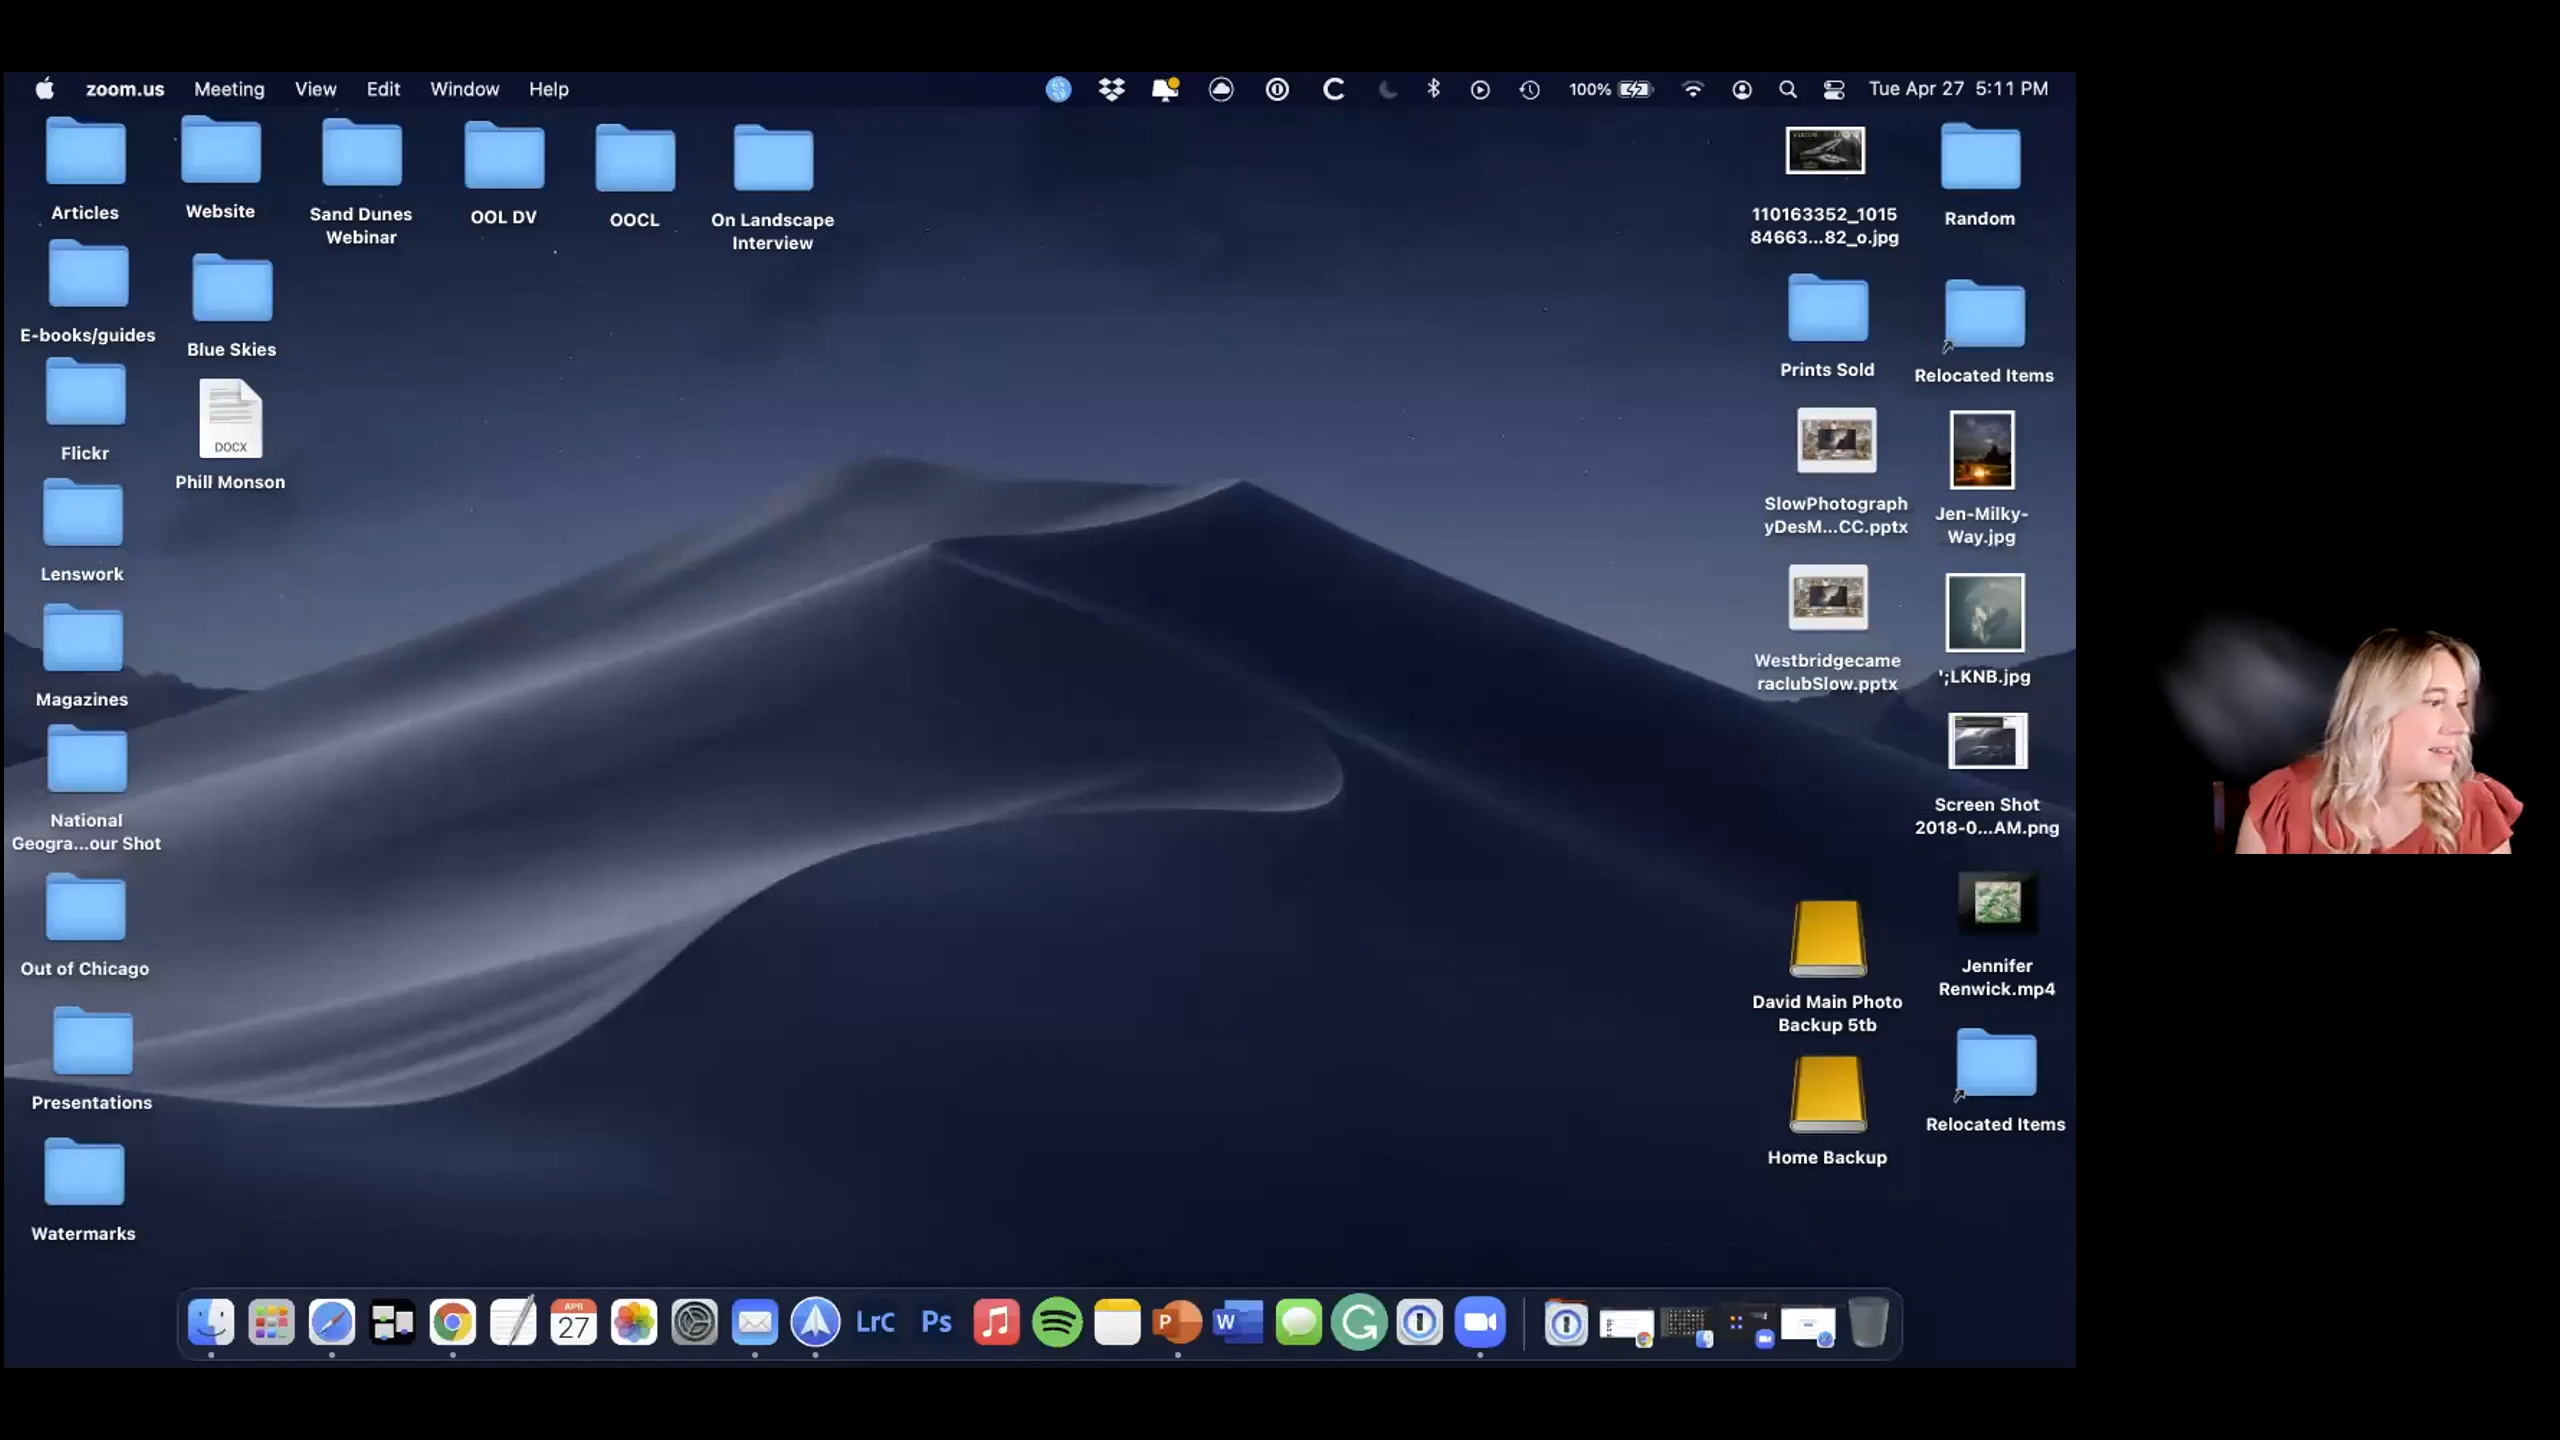 zoom.us Meeting View Edit Window Help 100% Tue Apr 27 5:11 PM
Articles
Website
Sand Dunes
Webinar
OOL DV
OOCL
On Landscape
Interview
110163352_1015
84663...82_o.jpg
Random
E-books/guides
Blue Skies
Prints Sold
Relocated Items
Flickr
DOCX
Phill Monson
SlowPhotograph
yDesM...CC.pptx
Jen-Milky-
Way.jpg
Lenswork
Westbridgecame
raclubSlow.pptx
';LKNB.jpg
Magazines
Screen Shot
2018-0...AM.png
National
Geogra...our Shot
Out of Chicago
David Main Photo
Backup 5tb
Jennifer
Renwick.mp4
Presentations
Home Backup
Relocated Items
Watermarks
APR
27
LrC
Ps
P
W